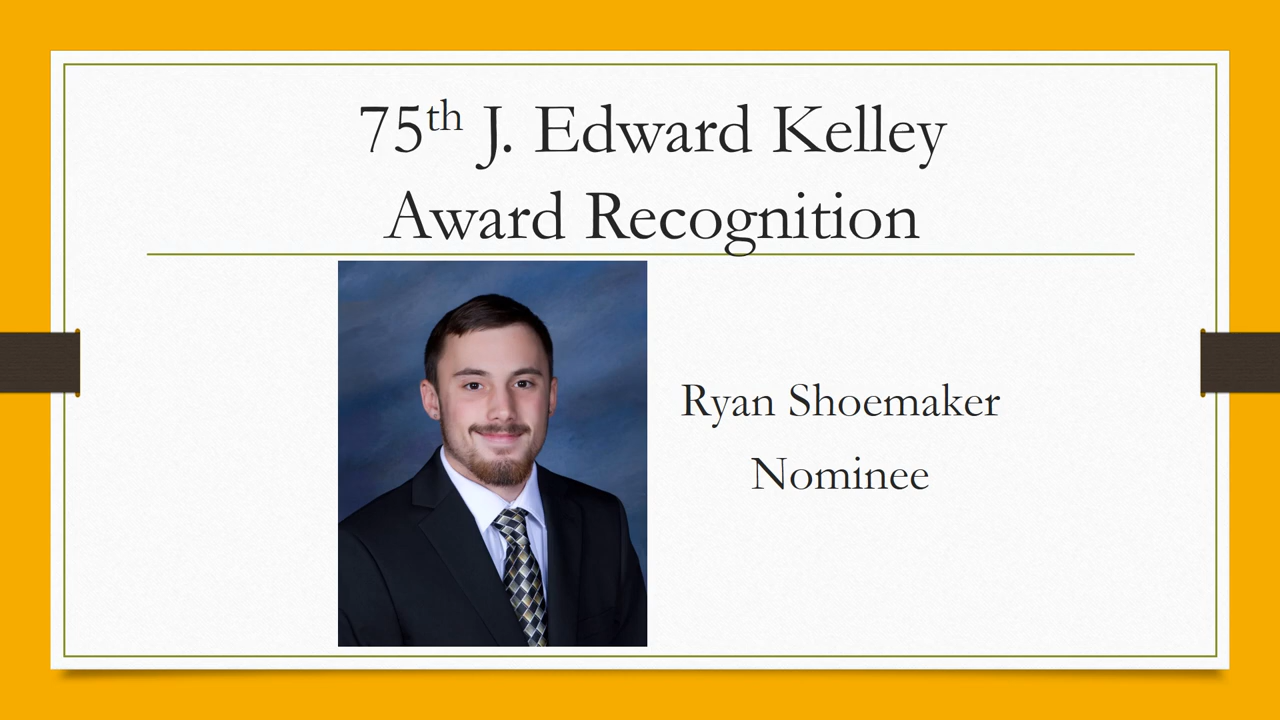 75th J. Edward Kelley
Award Recognition
Ryan Shoemaker
Nominee